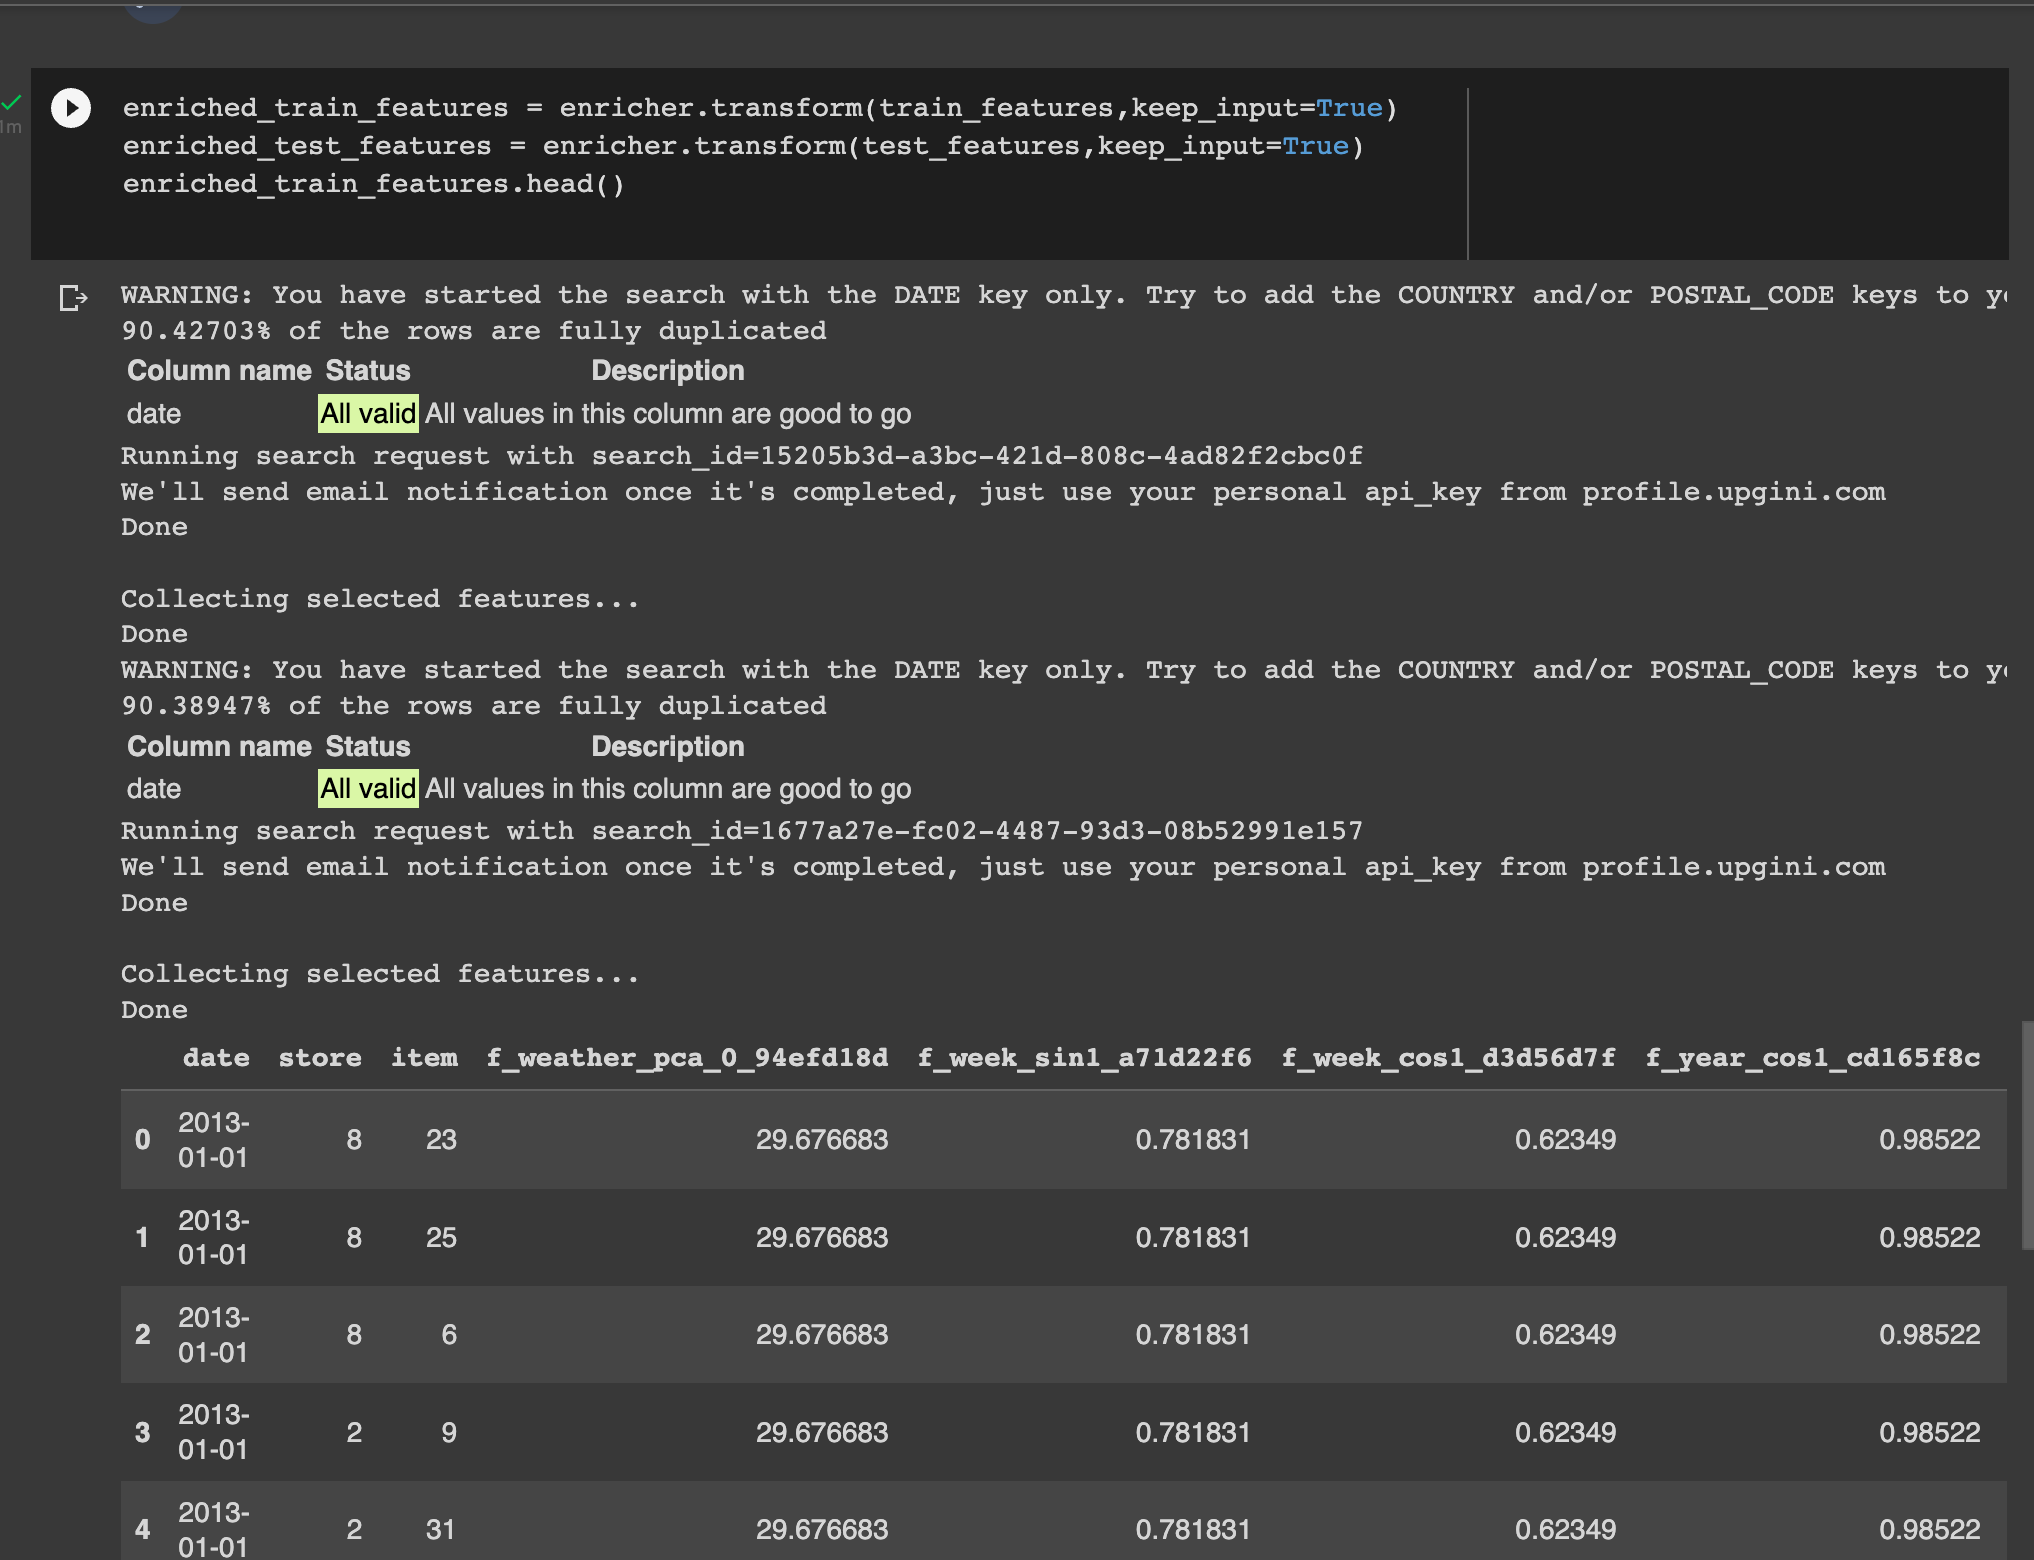 enriched_train_features = enricher.transform(train_features,keep_input=True)
1m
enriched_test_features = enricher.transform(test_features,keep_input=True)
enriched_train_features.head()
WARNING: You have started the search with the DATE key only. Try to add the COUNTRY and/or POSTAL_CODE keys to
90.42703% of the rows are fully duplicated
Column name Status Description
date All valid All values in this column are good to go
Running search request with search_id=15205b3d-a3bc-421d-808c-4ad82f2cbc0f
We'll send email notification once it's completed, just use your personal api_key from profile.upgini.com
Done
Collecting selected features...
Done
WARNING: You have started the search with the DATE key only. Try to add the COUNTRY and/or POSTAL_CODE keys to
90.38947% of the rows are fully duplicated
Column name Status Description
date All valid All values in this column are good to go
Running search request with search_id=1677a27e-fc02-4487-93d3-08b52991e157
We'll send email notification once it's completed, just use your personal api_key from profile.upgini.com
Done
Collecting selected features...
Done
date store item f_weather_pca_0_94efd18d f_week_sin1_a71d22f6 f_week_cos1_d3d56d7f f_year_cos1_cd165f8c
0 2013-01-01 8 23 29.676683 0.781831 0.62349 0.98522
1 2013-01-01 8 25 29.676683 0.781831 0.62349 0.98522
2 2013-01-01 8 6 29.676683 0.781831 0.62349 0.98522
3 2013-01-01 2 9 29.676683 0.781831 0.62349 0.98522
4 2013-01-01 2 31 29.676683 0.781831 0.62349 0.98522